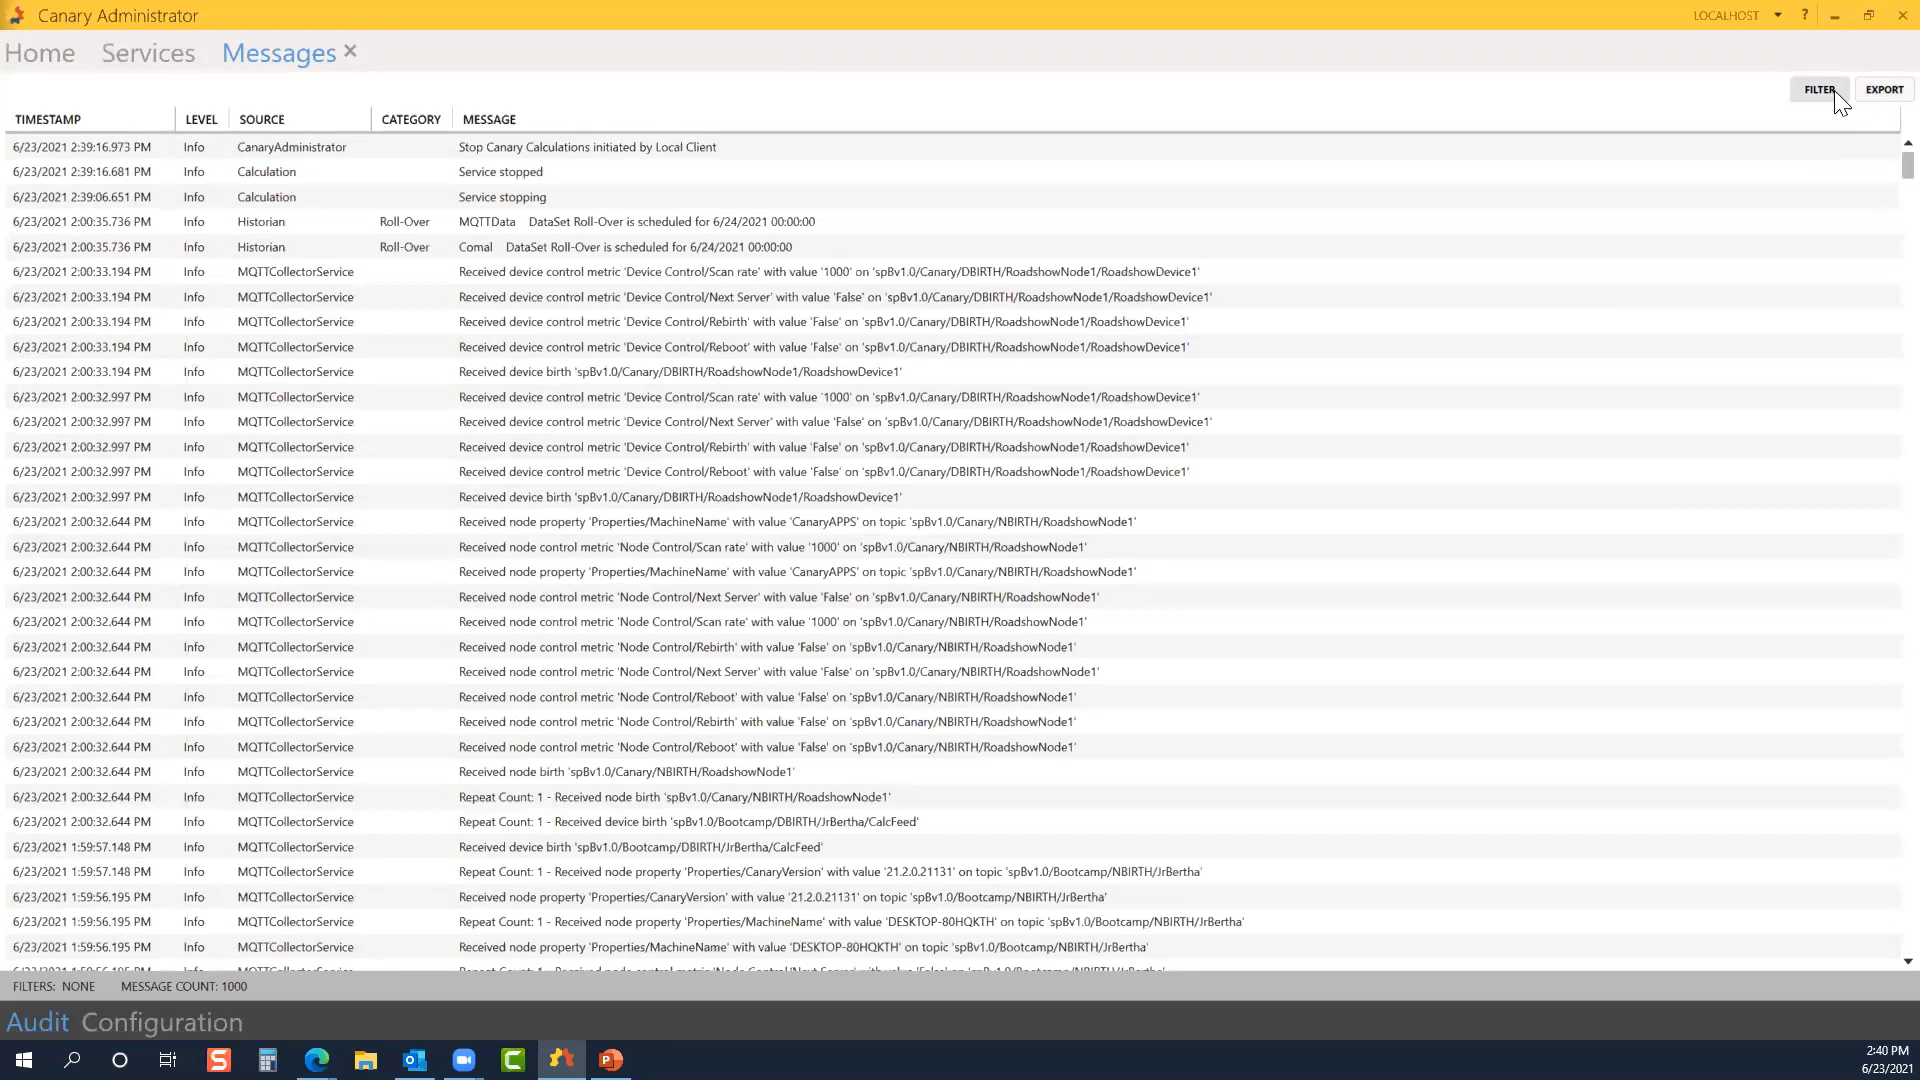 Canary Administrator
LOCALHOST ?
Home Services Messages
FILTER EXPORT
TIMESTAMP LEVEL SOURCE CATEGORY MESSAGE
6/23/2021 2:39:16.973 PM Info CanaryAdministrator Stop Canary Calculations initiated by Local Client
6/23/2021 2:39:16.681 PM Info Calculation Service stopped
6/23/2021 2:39:06.651 PM Info Calculation Service stopping
6/23/2021 2:00:35.736 PM Info Historian Roll-Over MQTTData DataSet Roll-Over is scheduled for 6/24/2021 00:00:00
6/23/2021 2:00:35.736 PM Info Historian Roll-Over Comal DataSet Roll-Over is scheduled for 6/24/2021 00:00:00
6/23/2021 2:00:33.194 PM Info MQTTCollectorService Received device control metric 'Device Control/Scan rate' with value '1000' on 'spBv1.0/Canary/DBIRTH/RoadshowNode1/RoadshowDevice1'
6/23/2021 2:00:33.194 PM Info MQTTCollectorService Received device control metric 'Device Control/Next Server' with value 'False' on 'spBv1.0/Canary/DBIRTH/RoadshowNode1/RoadshowDevice1'
6/23/2021 2:00:33.194 PM Info MQTTCollectorService Received device control metric 'Device Control/Rebirth' with value 'False' on 'spBv1.0/Canary/DBIRTH/RoadshowNode1/RoadshowDevice1'
6/23/2021 2:00:33.194 PM Info MQTTCollectorService Received device control metric 'Device Control/Reboot' with value 'False' on 'spBv1.0/Canary/DBIRTH/RoadshowNode1/RoadshowDevice1'
6/23/2021 2:00:33.194 PM Info MQTTCollectorService Received device birth 'spBv1.0/Canary/DBIRTH/RoadshowNode1/RoadshowDevice1'
6/23/2021 2:00:32.997 PM Info MQTTCollectorService Received device control metric 'Device Control/Scan rate' with value '1000' on 'spBv1.0/Canary/DBIRTH/RoadshowNode1/RoadshowDevice1'
6/23/2021 2:00:32.997 PM Info MQTTCollectorService Received device control metric 'Device Control/Next Server' with value 'False' on 'spBv1.0/Canary/DBIRTH/RoadshowNode1/RoadshowDevice1'
6/23/2021 2:00:32.997 PM Info MQTTCollectorService Received device control metric 'Device Control/Rebirth' with value 'False' on 'spBv1.0/Canary/DBIRTH/RoadshowNode1/RoadshowDevice1'
6/23/2021 2:00:32.997 PM Info MQTTCollectorService Received device control metric 'Device Control/Reboot' with value 'False' on 'spBv1.0/Canary/DBIRTH/RoadshowNode1/RoadshowDevice1'
6/23/2021 2:00:32.997 PM Info MQTTCollectorService Received device birth 'spBv1.0/Canary/DBIRTH/RoadshowNode1/RoadshowDevice1'
6/23/2021 2:00:32.644 PM Info MQTTCollectorService Received node property 'Properties/MachineName' with value 'CanaryAPPS' on topic 'spBv1.0/Canary/NBIRTH/RoadshowNode1'
6/23/2021 2:00:32.644 PM Info MQTTCollectorService Received node control metric 'Node Control/Scan rate' with value '1000' on 'spBv1.0/Canary/NBIRTH/RoadshowNode1'
6/23/2021 2:00:32.644 PM Info MQTTCollectorService Received node property 'Properties/MachineName' with value 'CanaryAPPS' on topic 'spBv1.0/Canary/NBIRTH/RoadshowNode1'
6/23/2021 2:00:32.644 PM Info MQTTCollectorService Received node control metric 'Node Control/Next Server' with value 'False' on 'spBv1.0/Canary/NBIRTH/RoadshowNode1'
6/23/2021 2:00:32.644 PM Info MQTTCollectorService Received node control metric 'Node Control/Scan rate' with value '1000' on 'spBv1.0/Canary/NBIRTH/RoadshowNode1'
6/23/2021 2:00:32.644 PM Info MQTTCollectorService Received node control metric 'Node Control/Rebirth' with value 'False' on 'spBv1.0/Canary/NBIRTH/RoadshowNode1'
6/23/2021 2:00:32.644 PM Info MQTTCollectorService Received node control metric 'Node Control/Next Server' with value 'False' on 'spBv1.0/Canary/NBIRTH/RoadshowNode1'
6/23/2021 2:00:32.644 PM Info MQTTCollectorService Received node control metric 'Node Control/Reboot' with value 'False' on 'spBv1.0/Canary/NBIRTH/RoadshowNode1'
6/23/2021 2:00:32.644 PM Info MQTTCollectorService Received node control metric 'Node Control/Rebirth' with value 'False' on 'spBv1.0/Canary/NBIRTH/RoadshowNode1'
6/23/2021 2:00:32.644 PM Info MQTTCollectorService Received node control metric 'Node Control/Reboot' with value 'False' on 'spBv1.0/Canary/NBIRTH/RoadshowNode1'
6/23/2021 2:00:32.644 PM Info MQTTCollectorService Received node birth 'spBv1.0/Canary/NBIRTH/RoadshowNode1'
6/23/2021 2:00:32.644 PM Info MQTTCollectorService Repeat Count: 1 - Received node birth 'spBv1.0/Canary/NBIRTH/RoadshowNode1'
6/23/2021 2:00:32.644 PM Info MQTTCollectorService Repeat Count: 1 - Received device birth 'spBv1.0/Bootcamp/DBIRTH/JrBertha/CalcFeed'
6/23/2021 1:59:57.148 PM Info MQTTCollectorService Received device birth 'spBv1.0/Bootcamp/DBIRTH/JrBertha/CalcFeed'
6/23/2021 1:59:57.148 PM Info MQTTCollectorService Repeat Count: 1 - Received node property 'Properties/CanaryVersion' with value '21.2.0.21131' on topic 'spBv1.0/Bootcamp/NBIRTH/JrBertha'
6/23/2021 1:59:56.195 PM Info MQTTCollectorService Received node property 'Properties/CanaryVersion' with value '21.2.0.21131' on topic 'spBv1.0/Bootcamp/NBIRTH/JrBertha'
6/23/2021 1:59:56.195 PM Info MQTTCollectorService Repeat Count: 1 - Received node property 'Properties/MachineName' with value 'DESKTOP-80HQKTH' on topic 'spBv1.0/Bootcamp/NBIRTH/JrBertha'
6/23/2021 1:59:56.195 PM Info MQTTCollectorService Received node property 'Properties/MachineName' with value 'DESKTOP-80HQKTH' on topic 'spBv1.0/Bootcamp/NBIRTH/JrBertha'
FILTERS: NONE MESSAGE COUNT: 1000
Audit Configuration
2:40 PM
6/23/2021